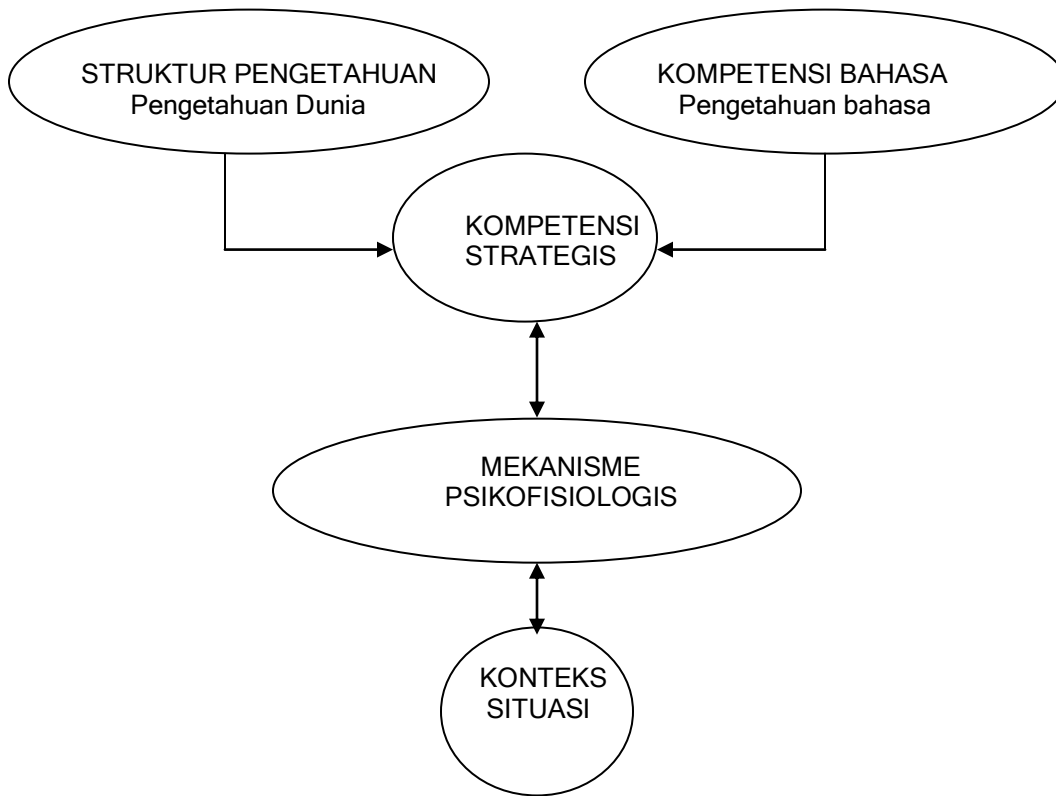 STRUKTUR PENGETAHUAN
Pengetahuan Dunia
KOMPETENSI BAHASA
Pengetahuan bahasa
KOMPETENSI
STRATEGIS
MEKANISME
PSIKOFISIOLOGIS
KONTEKS
SITUASI